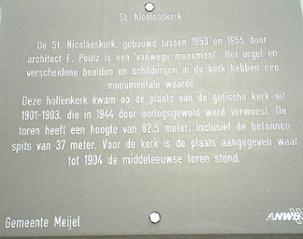 St. Nicolaaskerk
De St. Nicolaaskerk, gebouwd tussen 1953 en 1955 door
architect F. Peutz is een 'vanwege monument'. Het orgel en
verscheidene beelden en schilderijen in de kerk hebben een
monumentale waarde.
Deze hallenkerk kwam op de plaats van de gotische kerk uit
1901-1903, die in 1944 door oorlogsgeweld werd verwoest. De
toren heeft een hoogte van 82,5 meter, inclusief de betonnen
spits van 37 meter. Voor de kerk is de plaats aangegeven waar
tot 1904 de middeleeuwse toren stond.
Gemeente Meijel
ANWB